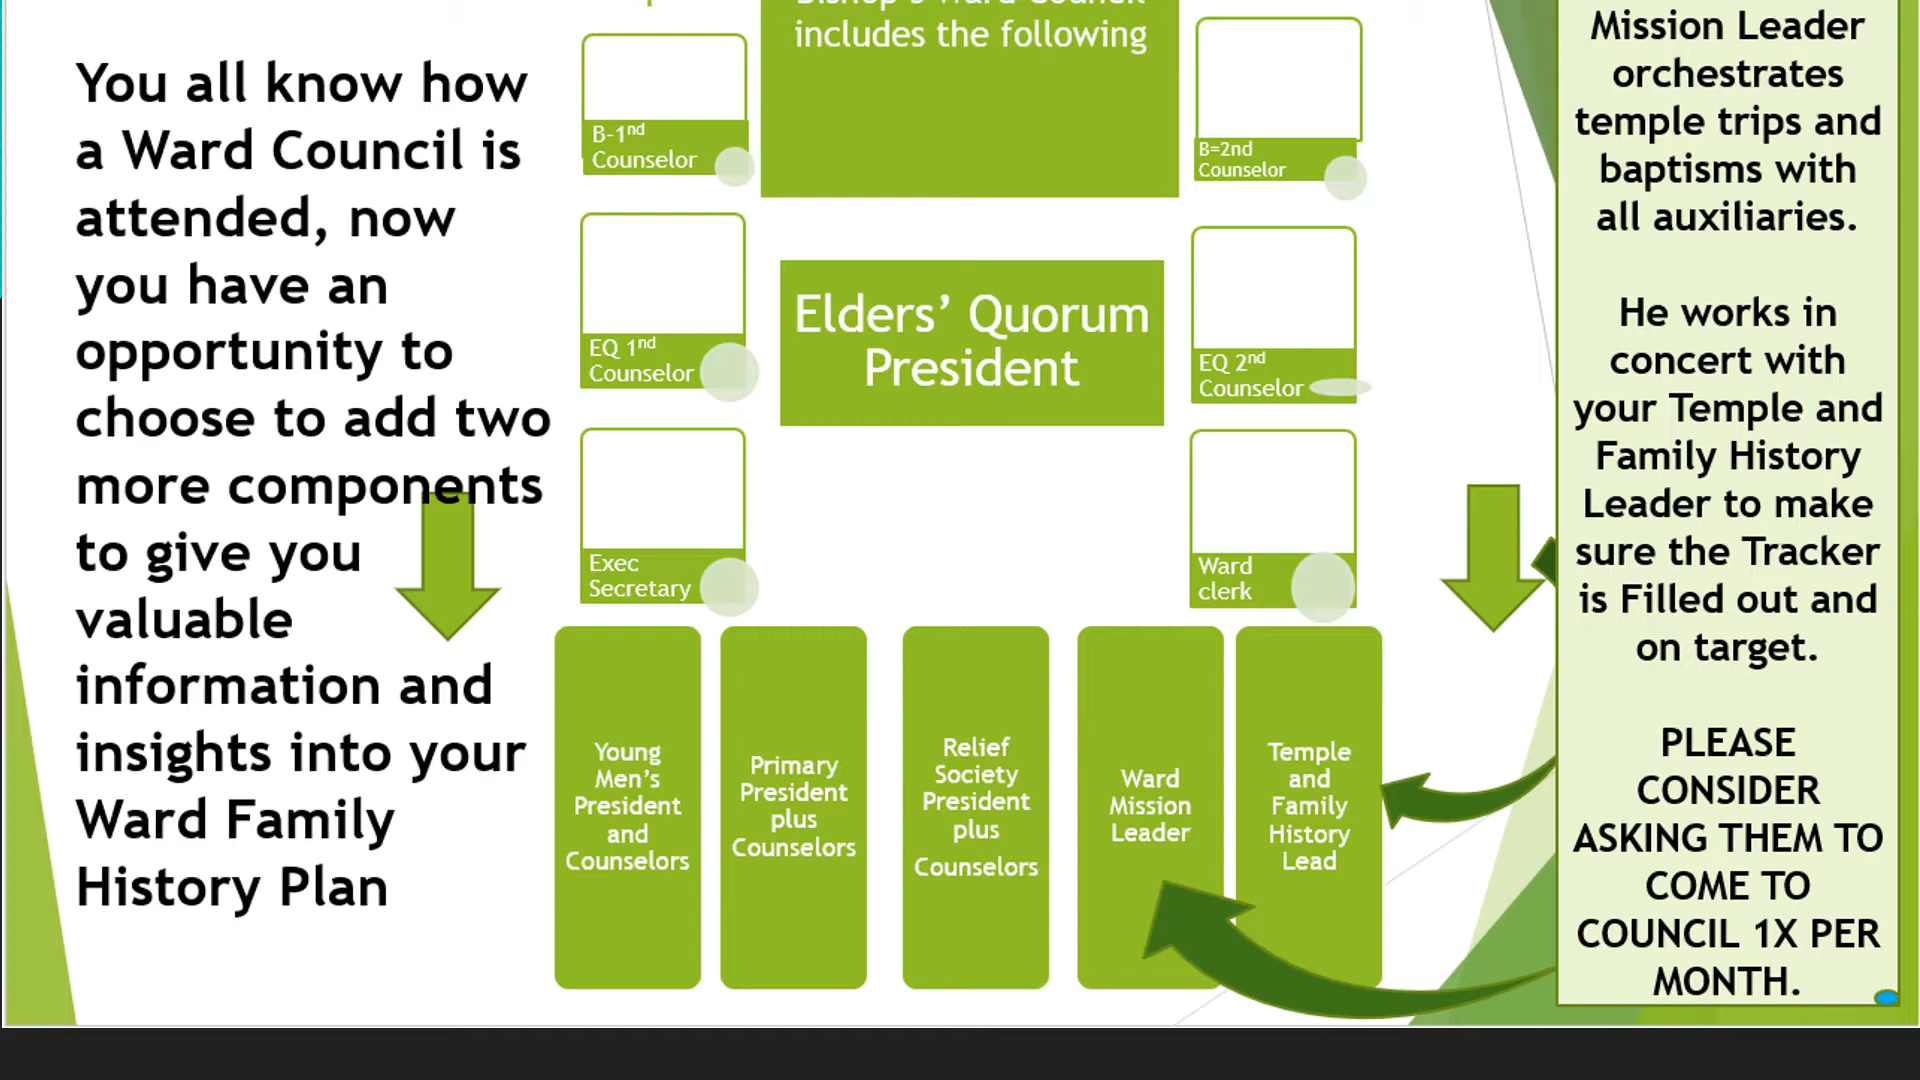 You all know how
a Ward Council is
attended, now
you have an
opportunity to
choose to add two
more components
to give you
valuable
information and
insights into your
Ward Family
History Plan
Bishop's Ward Council
includes the following
B-1nd
Counselor
B=2nd
Counselor
Elders’ Quorum
President
EQ 1nd
Counselor
EQ 2nd
Counselor
Exec
Secretary
Ward
clerk
Young
Men’s
President
and
Counselors
Primary
President
plus
Counselors
Relief
Society
President
plus
Counselors
Ward
Mission
Leader
Temple
and
Family
History
Lead
Mission Leader
orchestrates
temple trips and
baptisms with
all auxiliaries.
He works in
concert with
your Temple and
Family History
Leader to make
sure the Tracker
is Filled out and
on target.
PLEASE
CONSIDER
ASKING THEM TO
COME TO
COUNCIL 1X PER
MONTH.